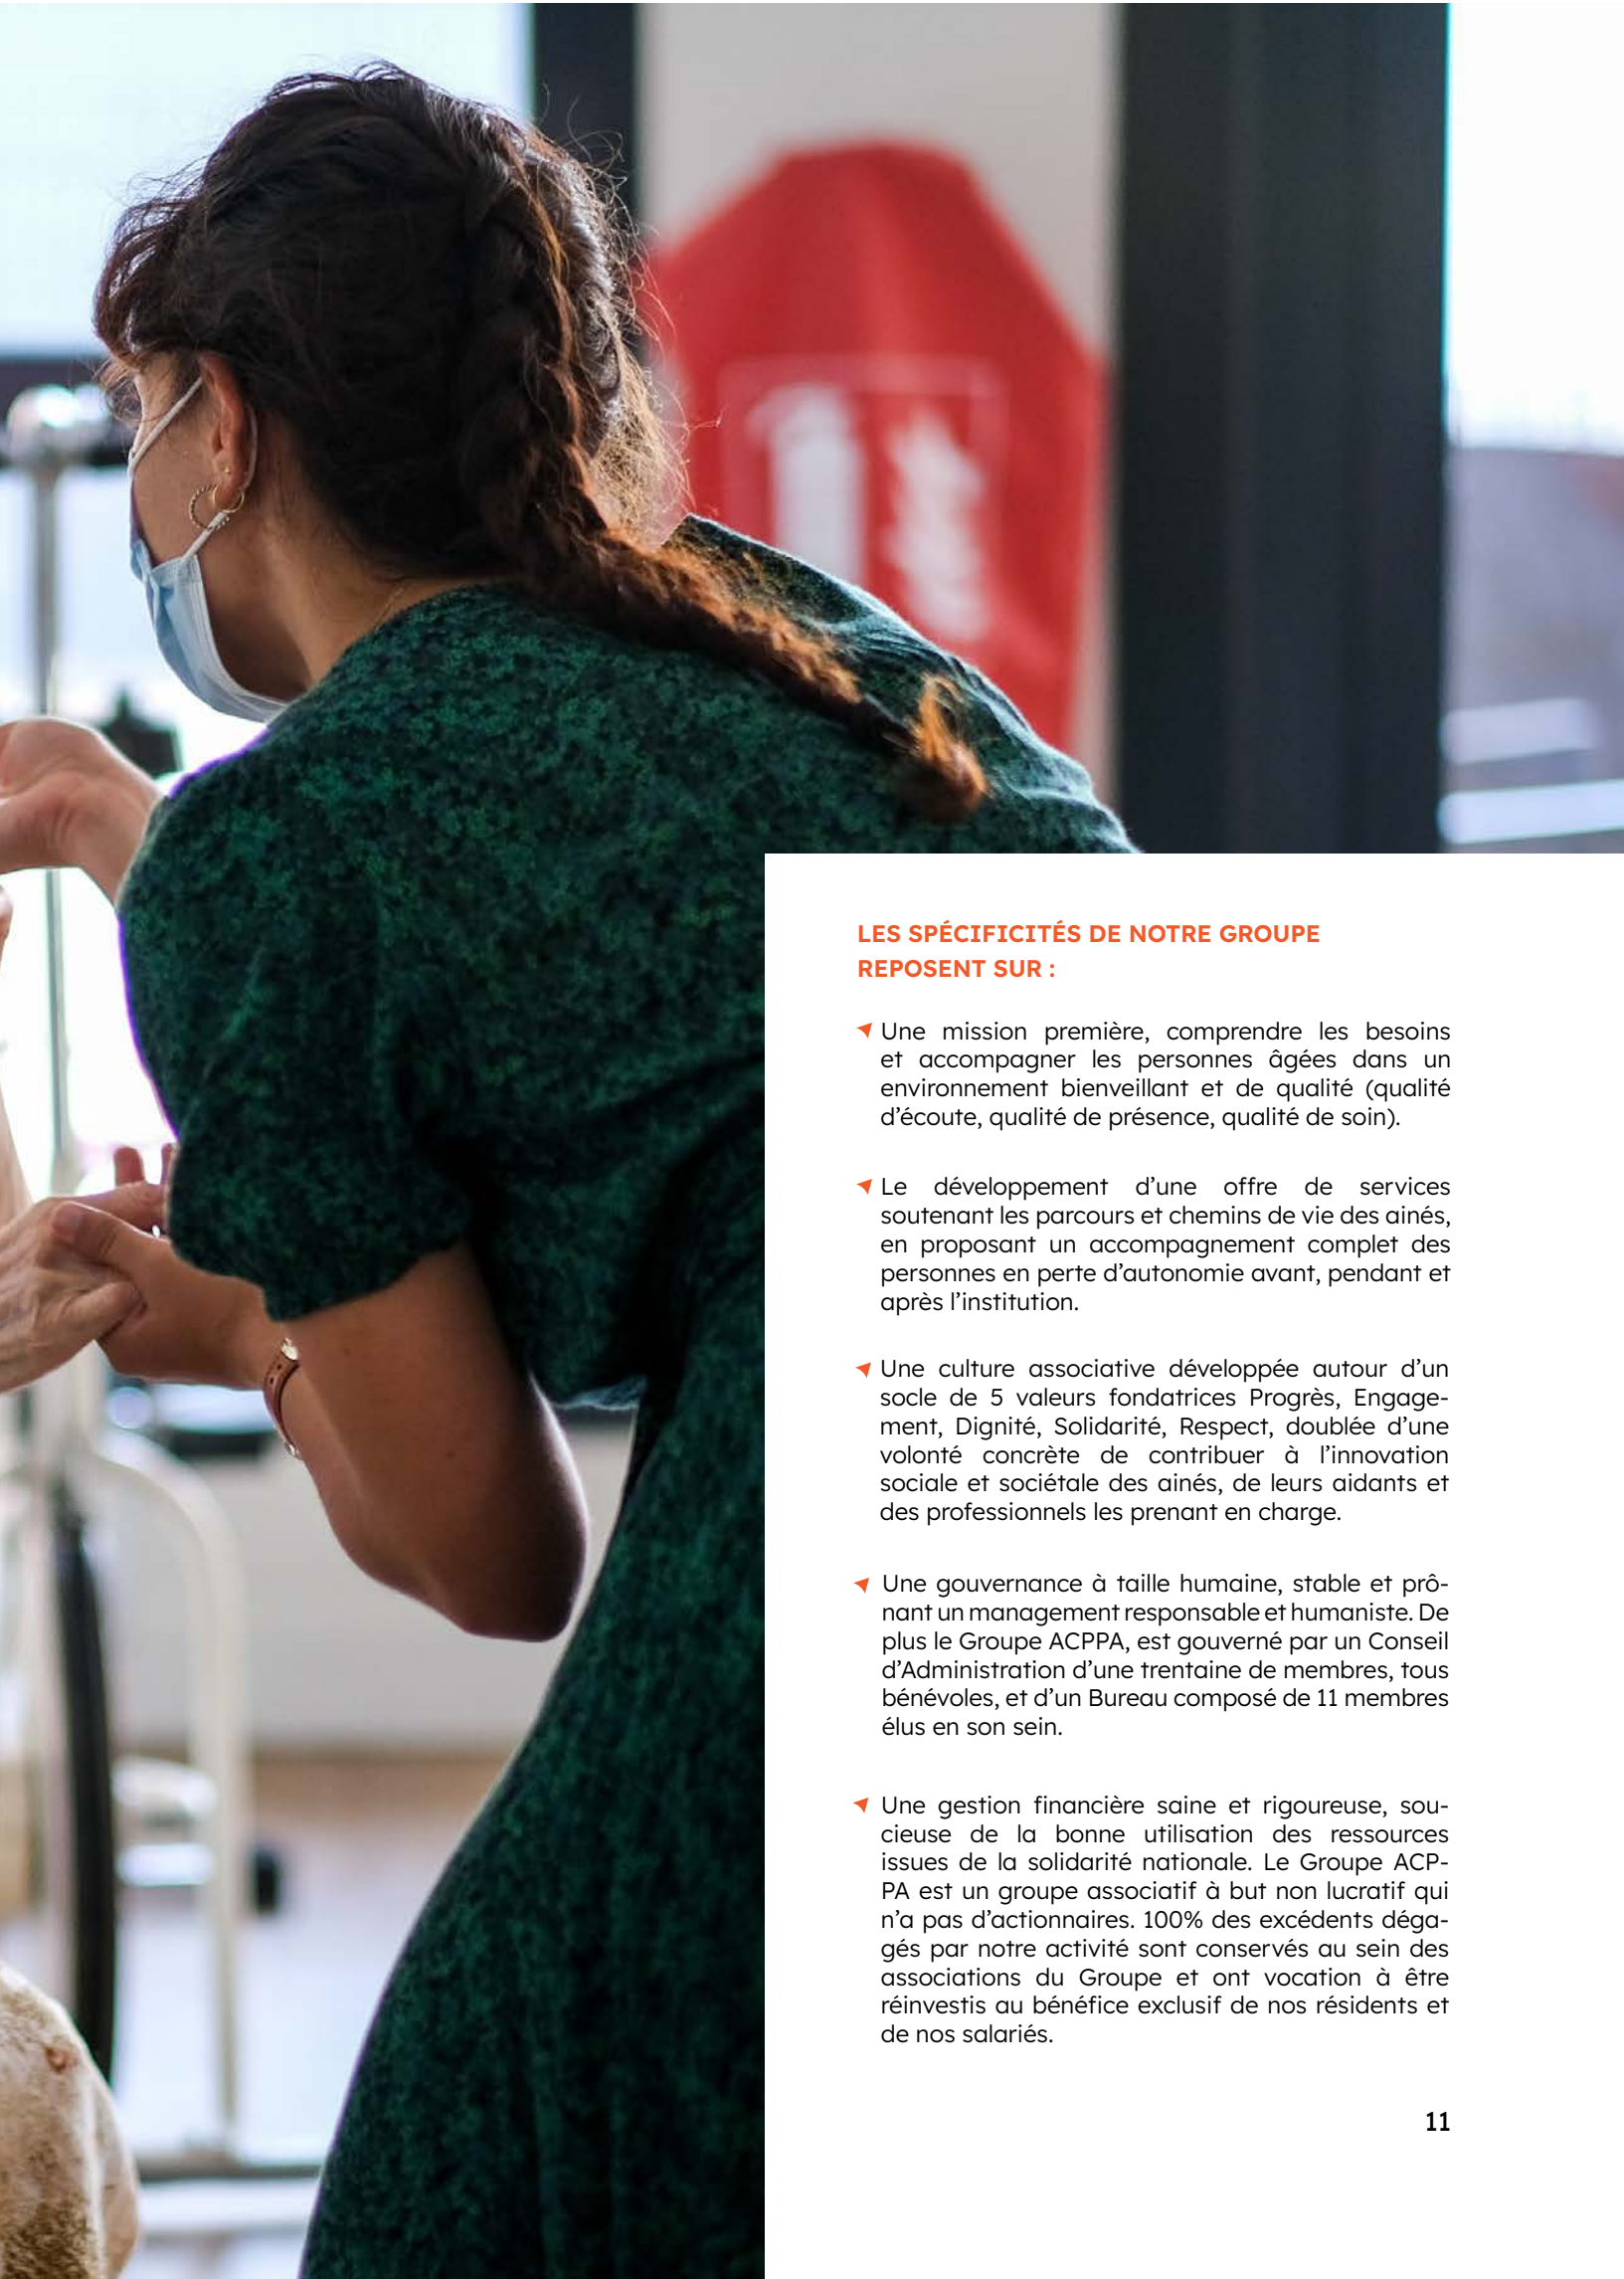 LES SPÉCIFICITÉS DE NOTRE GROUPE
REPOSENT SUR :
Une mission première, comprendre les besoins
et accompagner les personnes âgées dans un
environnement bienveillant et de qualité (qualité
d’écoute, qualité de présence, qualité de soin).
Le développement d’une offre de services
soutenant les parcours et chemins de vie des ainés,
en proposant un accompagnement complet des
personnes en perte d’autonomie avant, pendant et
après l’institution.
Une culture associative développée autour d’un
socle de 5 valeurs fondatrices Progrès, Engage-
ment, Dignité, Solidarité, Respect, doublée d’une
volonté concrète de contribuer à l’innovation
sociale et sociétale des ainés, de leurs aidants et
des professionnels les prenant en charge.
Une gouvernance à taille humaine, stable et prô-
nant un management responsable et humaniste. De
plus le Groupe ACPPA, est gouverné par un Conseil
d’Administration d’une trentaine de membres, tous
bénévoles, et d’un Bureau composé de 11 membres
élus en son sein.
Une gestion financière saine et rigoureuse, sou-
cieuse de la bonne utilisation des ressources
issues de la solidarité nationale. Le Groupe ACP-
PA est un groupe associatif à but non lucratif qui
n’a pas d’actionnaires. 100% des excédents déga-
gés par notre activité sont conservés au sein des
associations du Groupe et ont vocation à être
réinvestis au bénéfice exclusif de nos résidents et
de nos salariés.
11